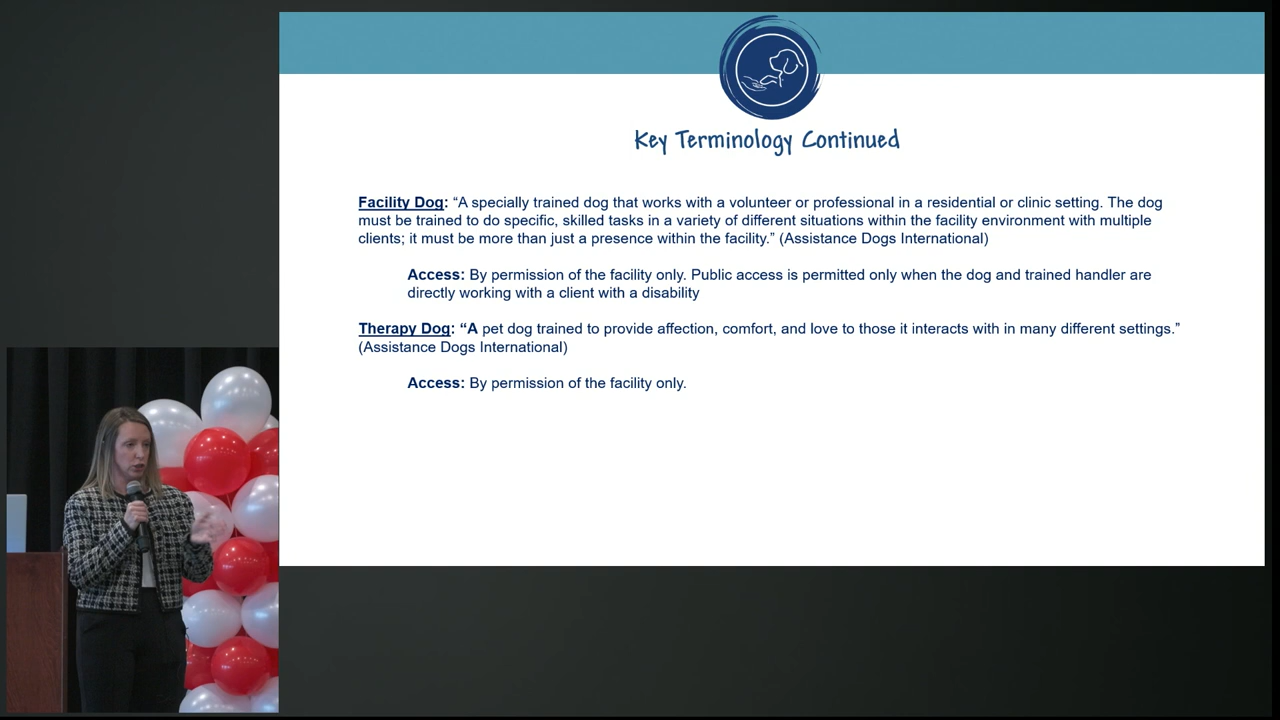 Key Terminology Continued
Facility Dog: “A specially trained dog that works with a volunteer or professional in a residential or clinic setting. The dog
must be trained to do specific, skilled tasks in a variety of different situations within the facility environment with multiple
clients; it must be more than just a presence within the facility.” (Assistance Dogs International)
Access: By permission of the facility only. Public access is permitted only when the dog and trained handler are
directly working with a client with a disability
Therapy Dog: “A pet dog trained to provide affection, comfort, and love to those it interacts with in many different settings.”
(Assistance Dogs International)
Access: By permission of the facility only.